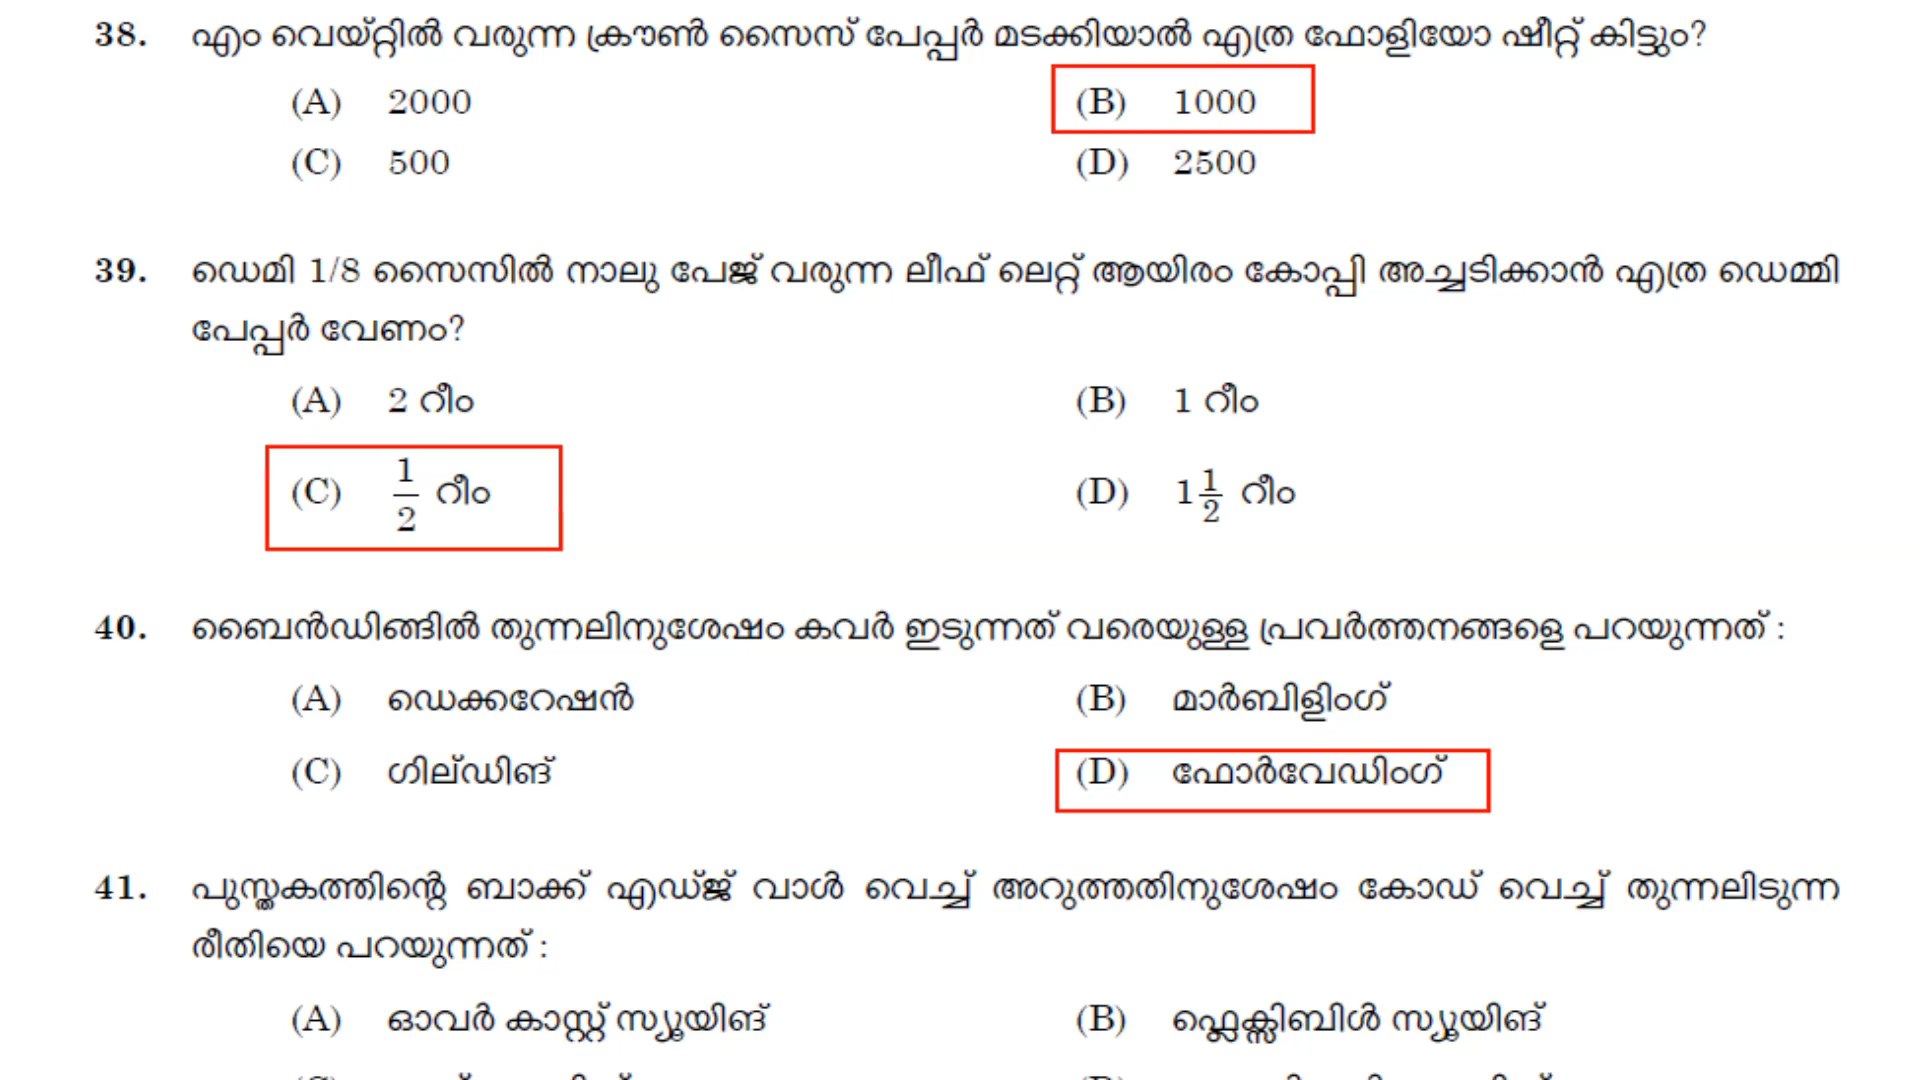 38. എം വെയ്റ്റിൽ വരുന്ന ക്രൗൺ സൈസ് പേപ്പർ മടക്കിയാൽ എത്ര ഫോളിയോ ഷീറ്റ് കിട്ടും?
(A) 2000 (B) 1000
(C) 500 (D) 2500
39. ഡെമി 1/8 സൈസിൽ നാലു പേജ് വരുന്ന ലീഫ് ലെറ്റ് ആയിരം കോപ്പി അച്ചടിക്കാൻ എത്ര ഡെമ്മി
പേപ്പർ വേണം?
(A) 2 റീം (B) 1 റീം
(C) 1/2 റീം (D) 1 1/2 റീം
40. ബൈൻഡിങ്ങിൽ തുന്നലിനുശേഷം കവർ ഇടുന്നത് വരെയുള്ള പ്രവർത്തനങ്ങളെ പറയുന്നത് :
(A) ഡെക്കറേഷൻ (B) മാർബിളിംഗ്
(C) ഗില്ഡിങ് (D) ഫോർവേഡിംഗ്
41. പുസ്തകത്തിന്റെ ബാക്ക് എഡ്ജ് വാൾ വെച്ച് അറുത്തതിനുശേഷം കോഡ് വെച്ച് തുന്നലിടുന്ന
രീതിയെ പറയുന്നത് :
(A) ഓവർ കാസ്റ്റ് സ്യൂയിങ് (B) ഫ്ലെക്സിബിൾ സ്യൂയിങ്